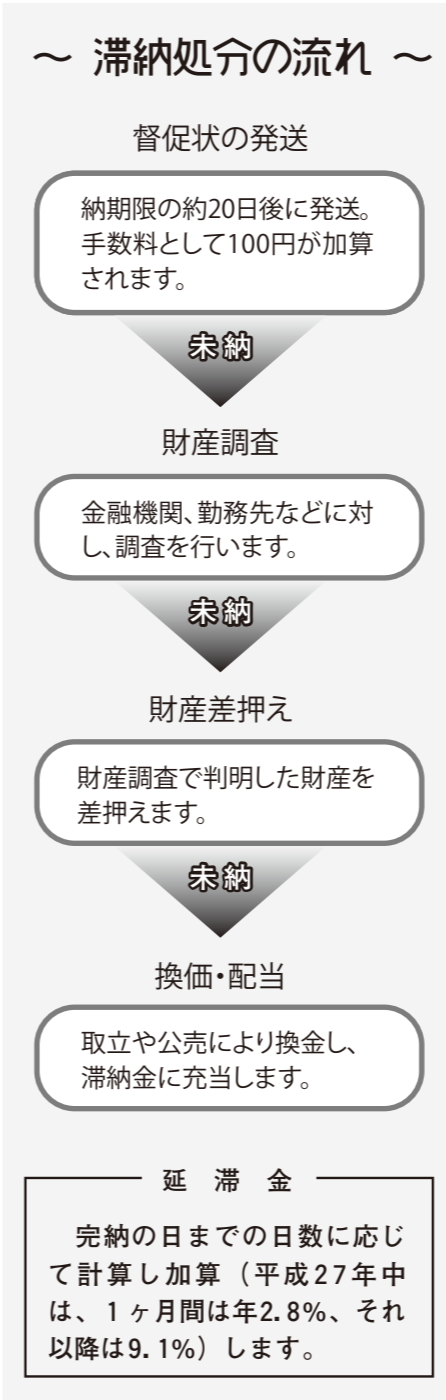 ～ 滞納処分の流れ ～
督促状の発送
納期限の約20日後に発送。
手数料として100円が加算
されます。
未納
財産調査
金融機関、勤務先などに対
し、調査を行います。
未納
財産差押え
財産調査で判明した財産を
差押えます。
未納
換価・配当
取立や公売により換金し、
滞納金に充当します。
延 滞 金
完納の日までの日数に応じ
て計算し加算（平成27年中
は、１ヶ月間は年2.8%、それ
以降は9.1%）します。